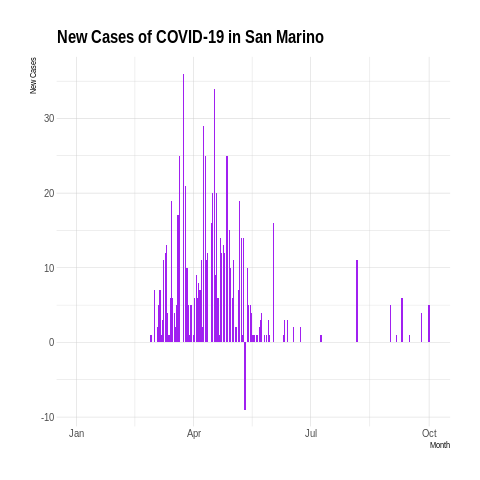 New Cases of COVID-19 in San Marino
New Cases
30
20
10
0
-10
Jan Apr Jul Oct
Month